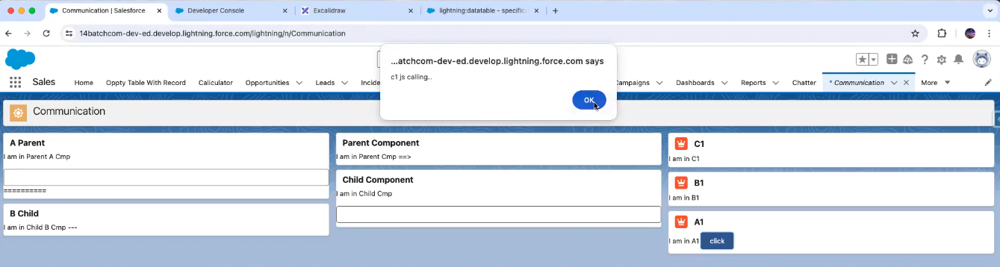 Communication | Salesforce
Developer Console
Excalidraw
lightning:datatable - specific
14batchcom-dev-ed.develop.lightning.force.com/lightning/n/Communication
...atchcom-dev-ed.develop.lightning.force.com says
c1 js calling..
OK
Sales
Home
Oppty Table With Record
Calculator
Opportunities
Leads
Incide
ampaigns
Dashboards
Reports
Chatter
* Communication
More
Communication
A Parent
I am in Parent A Cmp
==========
B Child
I am in Child B Cmp ---
Parent Component
I am in Parent Cmp ==>
Child Component
I am in Child Cmp
C1
I am in C1
B1
I am in B1
A1
I am in A1 click